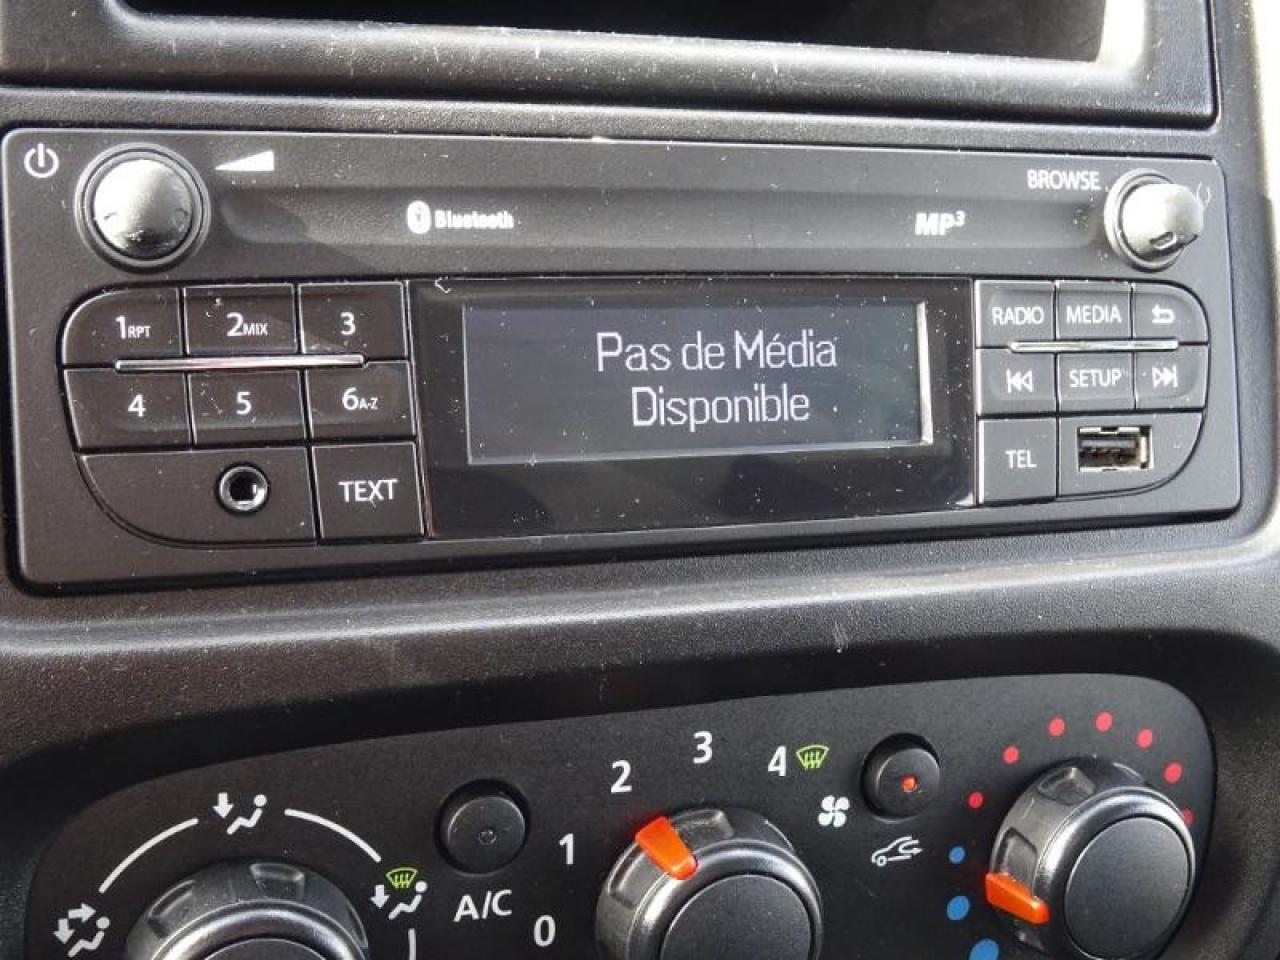 BROWSE
Bluetooth
MP3
1RPT 2MIX 3
RADIO MEDIA
Pas de Média
Disponible
4 5 6A-Z
SETUP
TEXT
TEL
0 1 2 3 4
A/C